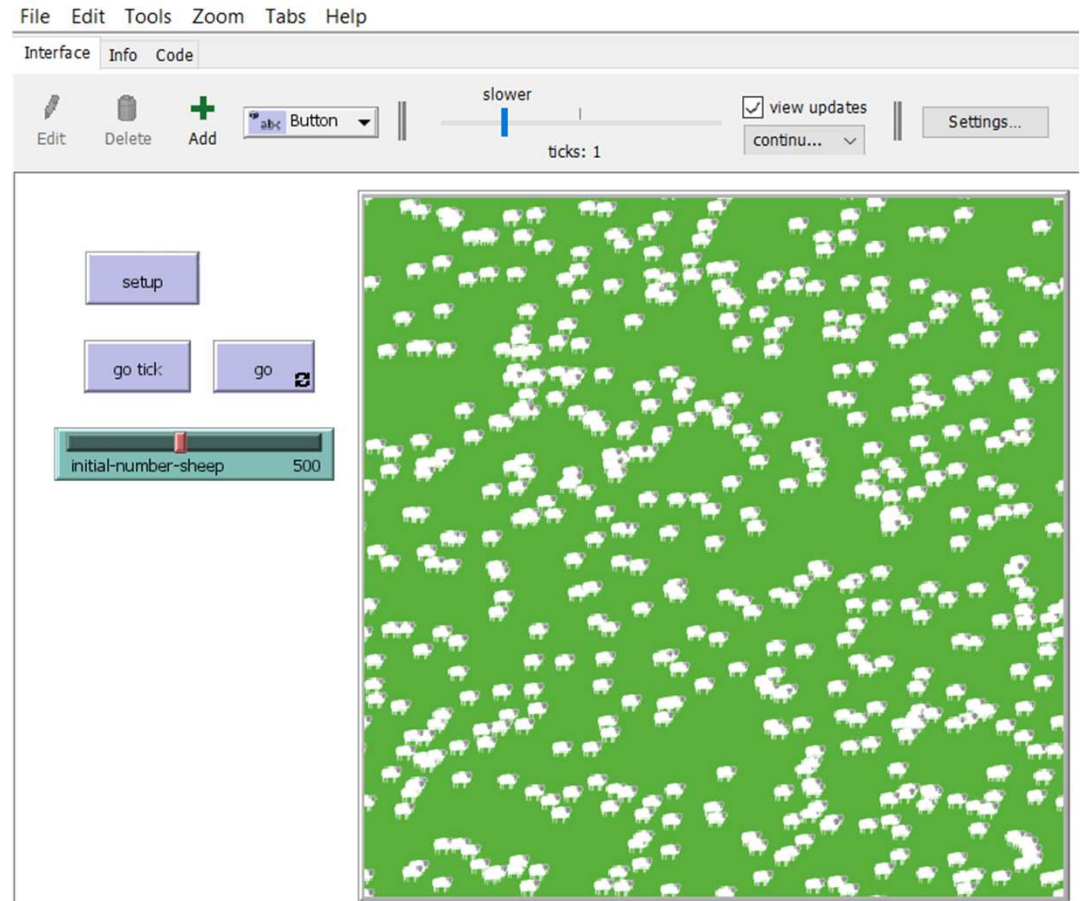 File Edit Tools Zoom Tabs Help
Interface Info Code
Edit
Delete
Add
abc Button
slower
ticks: 1
view updates
continu...
Settings...
setup
go tick
go
initial-number-sheep 500